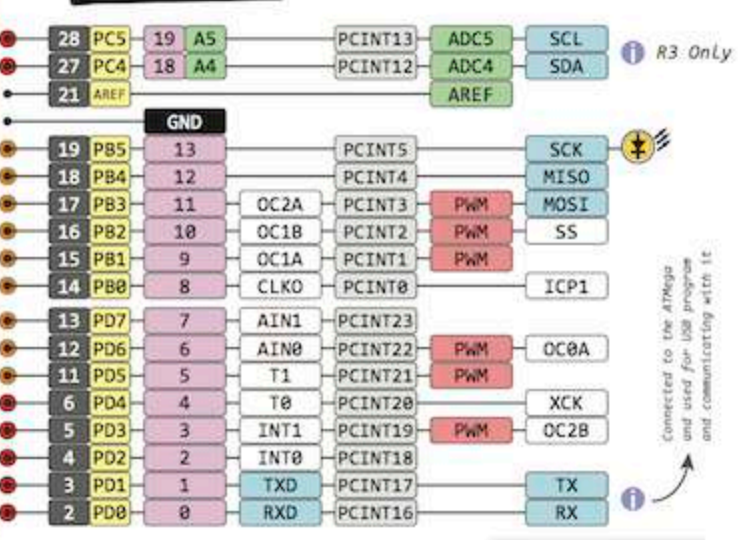 28 PC5 19 A5 PCINT13 ADC5 SCL
27 PC4 18 A4 PCINT12 ADC4 SDA
R3 Only
21 AREF AREF
GND
19 PB5 13 PCINT5 SCK
18 PB4 12 PCINT4 MISO
17 PB3 11 OC2A PCINT3 PWM MOSI
16 PB2 10 OC1B PCINT2 PWM SS
15 PB1 9 OC1A PCINT1 PWM
14 PB0 8 CLKO PCINT0 ICP1
13 PD7 7 AIN1 PCINT23
12 PD6 6 AIN0 PCINT22 PWM OC0A
11 PD5 5 T1 PCINT21 PWM
6 PD4 4 T0 PCINT20 XCK
5 PD3 3 INT1 PCINT19 PWM OC2B
4 PD2 2 INT0 PCINT18
3 PD1 1 TXD PCINT17 TX
2 PD0 0 RXD PCINT16 RX
Connected to the ATMega
and used for USB program
and communicating with it